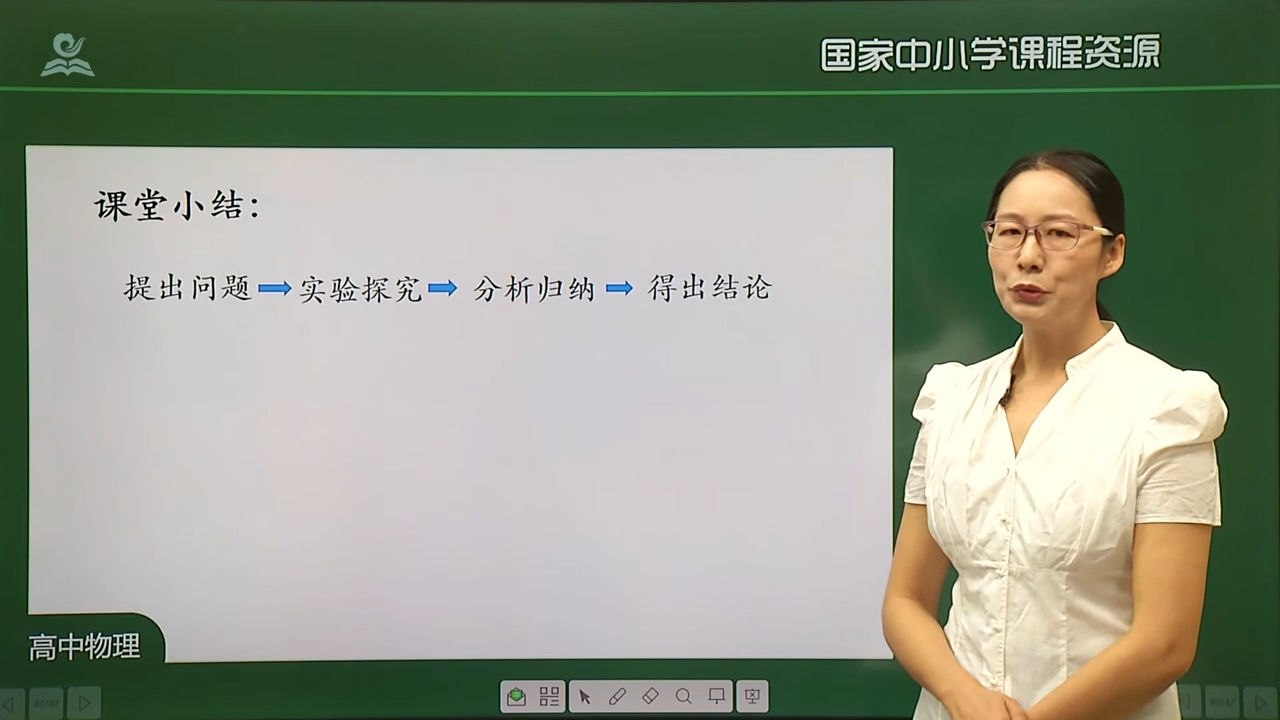 国家中小学课程资源
课堂小结：
提出问题➡实验探究➡分析归纳➡得出结论
高中物理